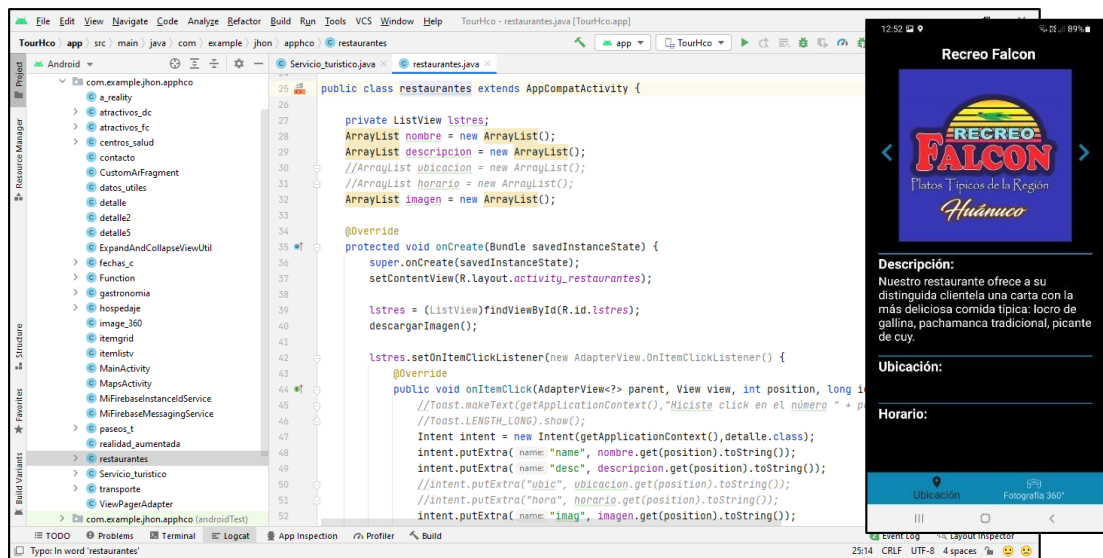 File Edit View Navigate Code Analyze Refactor Build Run Tools VCS Window Help TourHco - restaurantes.java [TourHco.app]
TourHco app src main java com example jhon apphco restaurantes
app TourHco
Android
Servicio_turistico.java restaurantes.java
Project
Resource Manager
Structure
Favorites
Build Variants
com.example.jhon.apphco
a_reality
atractivos_dc
atractivos_fc
centros_salud
contacto
CustomArFragment
datos_utiles
detalle
detalle2
detalle5
ExpandAndCollapseViewUtil
fechas_c
Function
gastronomia
hospedaje
image_360
itemgrid
itemlistv
MainActivity
MapsActivity
MiFirebaseInstanceIdService
MiFirebaseMessagingService
paseos_t
realidad_aumentada
restaurantes
Servicio_turistico
transporte
ViewPagerAdapter
com.example.jhon.apphco (androidTest)
25 public class restaurantes extends AppCompatActivity {
26
27 private ListView lstres;
28 ArrayList nombre = new ArrayList();
29 ArrayList descripcion = new ArrayList();
30 //ArrayList ubicacion = new ArrayList();
31 //ArrayList horario = new ArrayList();
32 ArrayList imagen = new ArrayList();
33
34 @Override
35 protected void onCreate(Bundle savedInstanceState) {
36 super.onCreate(savedInstanceState);
37 setContentView(R.layout.activity_restaurantes);
38
39 lstres = (ListView)findViewById(R.id.lstres);
40 descargarImagen();
41
42 lstres.setOnItemClickListener(new AdapterView.OnItemClickListener() {
43 @Override
44 public void onItemClick(AdapterView<?> parent, View view, int position, long i
45 //Toast.makeText(getApplicationContext(),"Hiciste click en el número " + p
46 //Toast.LENGTH_LONG).show();
47 Intent intent = new Intent(getApplicationContext(),detalle.class);
48 intent.putExtra( name: "name", nombre.get(position).toString());
49 intent.putExtra( name: "desc", descripcion.get(position).toString());
50 //intent.putExtra("ubic", ubicacion.get(position).toString());
51 //intent.putExtra("hora", horario.get(position).toString());
52 intent.putExtra( name: "imag", imagen.get(position).toString());
TODO Problems Terminal Logcat App Inspection Profiler Build Event Log Layout Inspector
Typo: In word 'restaurantes' 25:14 CRLF UTF-8 4 spaces
12:52 89%
Recreo Falcon
RECREO
FALCON
Platos Tipicos de la Región
Huánuco
Descripción:
Nuestro restaurante ofrece a su
distinguida clientela una carta con la
más deliciosa comida típica: locro de
gallina, pachamanca tradicional, picante
de cuy.
Ubicación:
Horario:
Ubicación Fotografía 360°